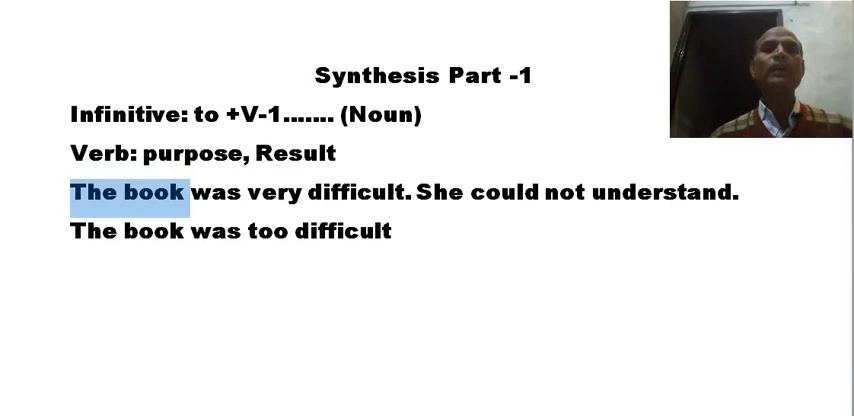 Synthesis Part -1
Infinitive: to +V-1....... (Noun)
Verb: purpose, Result
The book was very difficult. She could not understand.
The book was too difficult